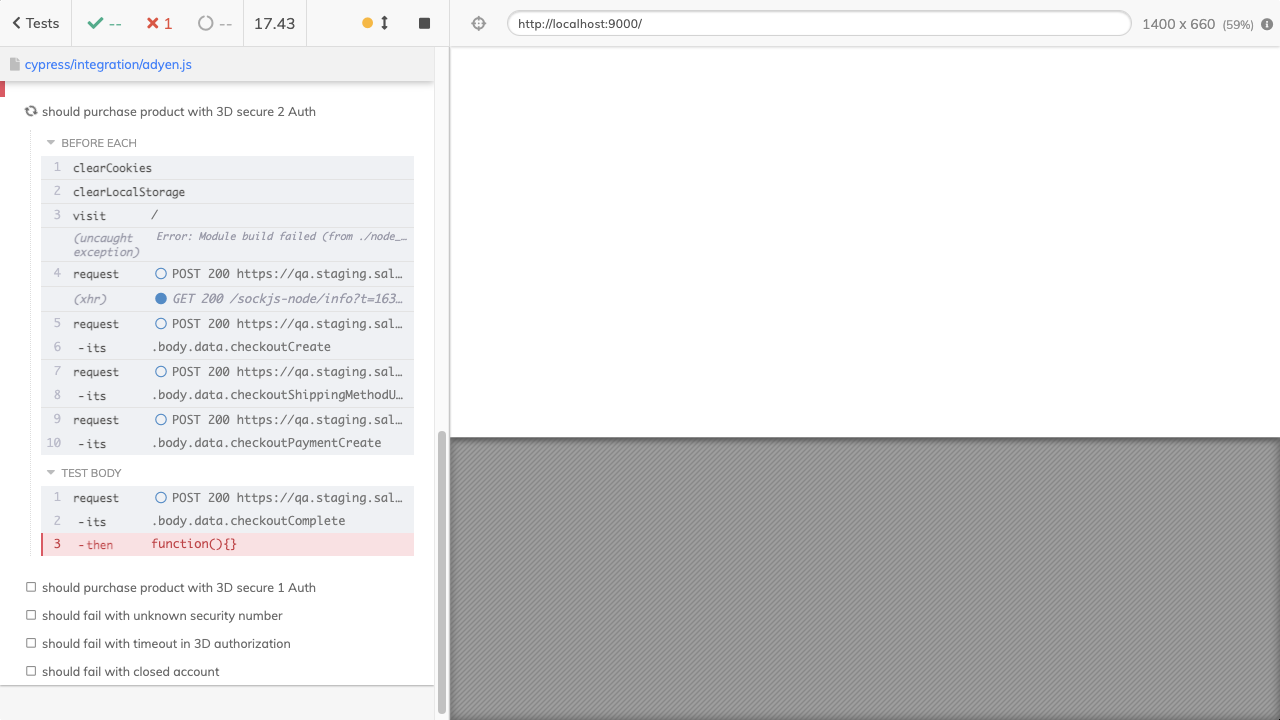 Tests -- 1 -- 17.43 http://localhost:9000/ 1400 x 660 (59%)
cypress/integration/adyen.js
should purchase product with 3D secure 2 Auth
BEFORE EACH
1 clearCookies
2 clearLocalStorage
3 visit /
(uncaught exception) Error: Module build failed (from ./node_…
4 request POST 200 https://qa.staging.sal…
(xhr) GET 200 /sockjs-node/info?t=163…
5 request POST 200 https://qa.staging.sal…
6 -its .body.data.checkoutCreate
7 request POST 200 https://qa.staging.sal…
8 -its .body.data.checkoutShippingMethodU…
9 request POST 200 https://qa.staging.sal…
10 -its .body.data.checkoutPaymentCreate
TEST BODY
1 request POST 200 https://qa.staging.sal…
2 -its .body.data.checkoutComplete
3 -then function(){}
should purchase product with 3D secure 1 Auth
should fail with unknown security number
should fail with timeout in 3D authorization
should fail with closed account